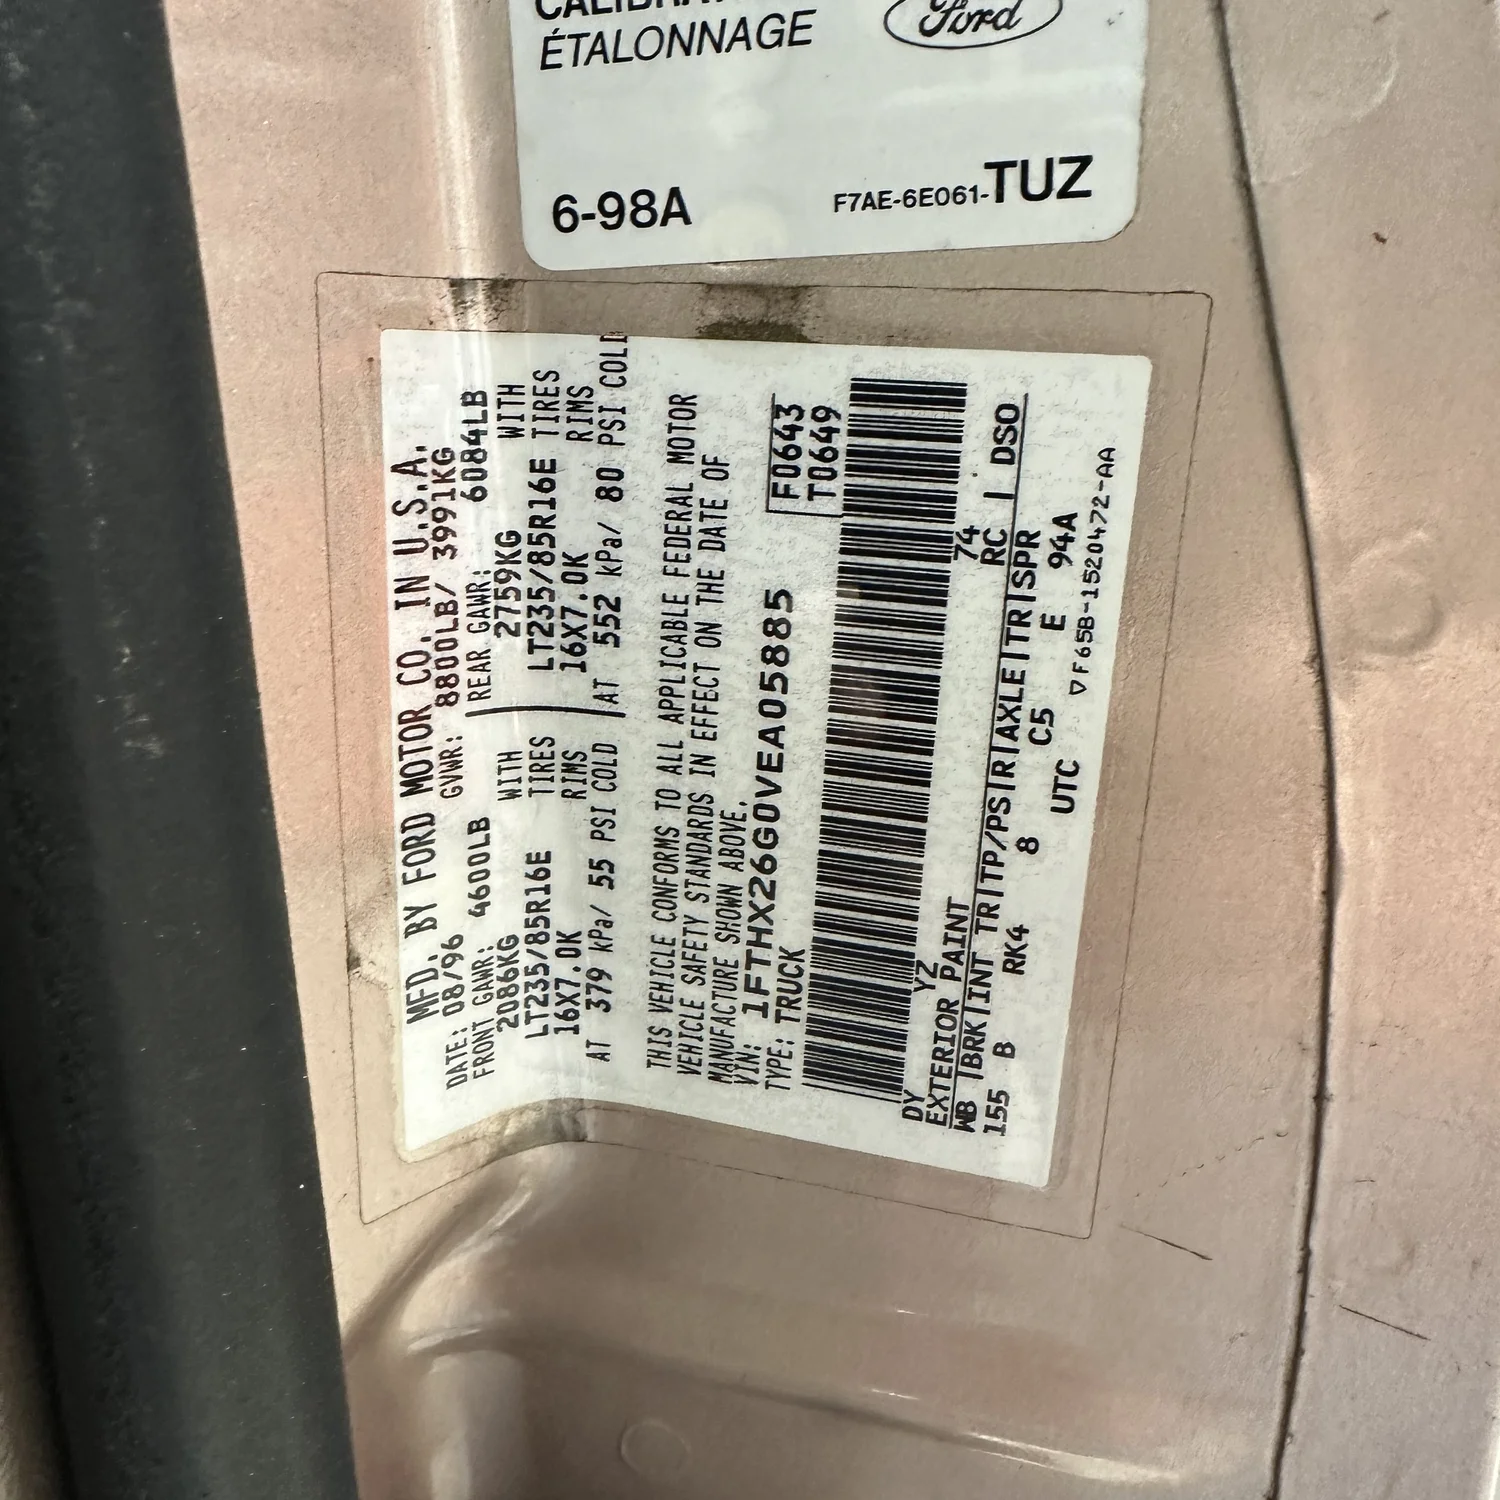 ÉTALONNAGE
Ford
6-98A
F7AE-6E061-TUZ
MFD. BY FORD MOTOR CO. IN U.S.A.
DATE: 08/96 GVWR: 8800LB/ 3991KG
FRONT GAWR: 4600LB REAR GAWR: 6084LB
2086KG WITH 2759KG WITH
LT235/85R16E TIRES LT235/85R16E TIRES
16X7.0K RIMS 16X7.0K RIMS
AT 379 kPa/ 55 PSI COLD AT 552 kPa/ 80 PSI COLD
THIS VEHICLE CONFORMS TO ALL APPLICABLE FEDERAL MOTOR
VEHICLE SAFETY STANDARDS IN EFFECT ON THE DATE OF
MANUFACTURE SHOWN ABOVE.
VIN: 1FTHX26G0VEA05885 F0643
TYPE: TRUCK T0649
DY YZ 74
EXTERIOR PAINT RC DSO
WB BRK INT TR TP/PS R AXLE TR SPR
155 B RK4 8 C5 E 94A
UTC ▽F65B-1520472-AA